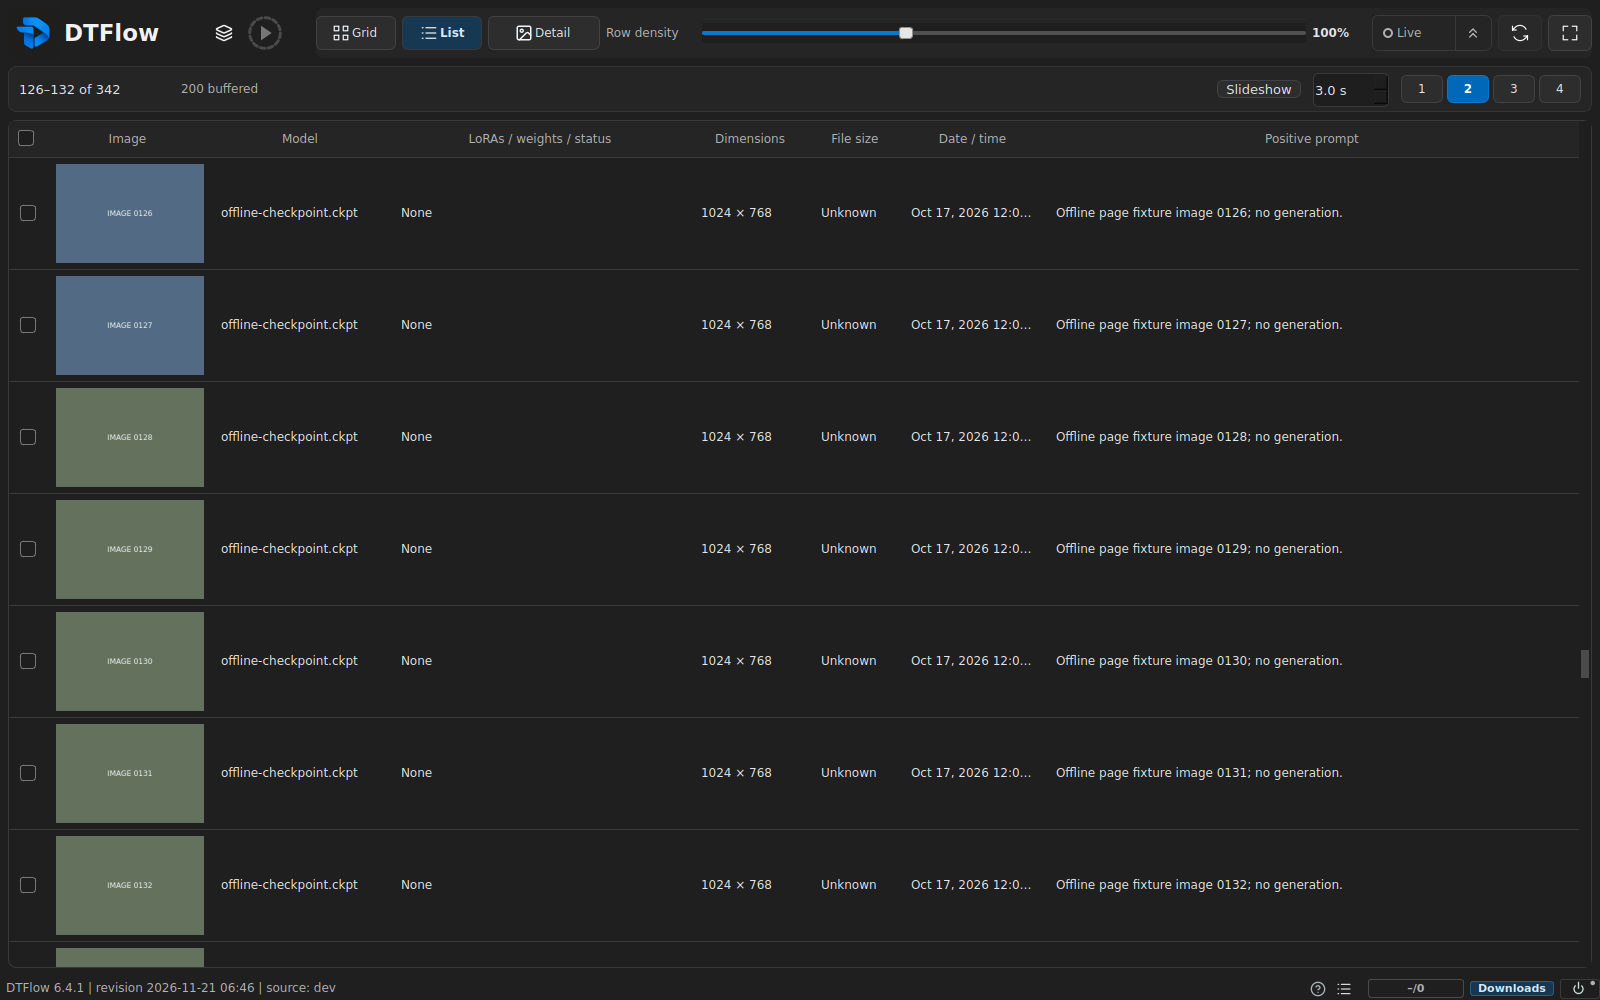 DTFlow
Grid
List
Detail
Row density
100%
Live
126–132 of 342
200 buffered
Slideshow
3.0 s
1
2
3
4
Image Model LoRAs / weights / status Dimensions File size Date / time Positive prompt
IMAGE 0126 offline-checkpoint.ckpt None 1024 × 768 Unknown Oct 17, 2026 12:0... Offline page fixture image 0126; no generation.
IMAGE 0127 offline-checkpoint.ckpt None 1024 × 768 Unknown Oct 17, 2026 12:0... Offline page fixture image 0127; no generation.
IMAGE 0128 offline-checkpoint.ckpt None 1024 × 768 Unknown Oct 17, 2026 12:0... Offline page fixture image 0128; no generation.
IMAGE 0129 offline-checkpoint.ckpt None 1024 × 768 Unknown Oct 17, 2026 12:0... Offline page fixture image 0129; no generation.
IMAGE 0130 offline-checkpoint.ckpt None 1024 × 768 Unknown Oct 17, 2026 12:0... Offline page fixture image 0130; no generation.
IMAGE 0131 offline-checkpoint.ckpt None 1024 × 768 Unknown Oct 17, 2026 12:0... Offline page fixture image 0131; no generation.
IMAGE 0132 offline-checkpoint.ckpt None 1024 × 768 Unknown Oct 17, 2026 12:0... Offline page fixture image 0132; no generation.
DTFlow 6.4.1 | revision 2026-11-21 06:46 | source: dev
–/0
Downloads